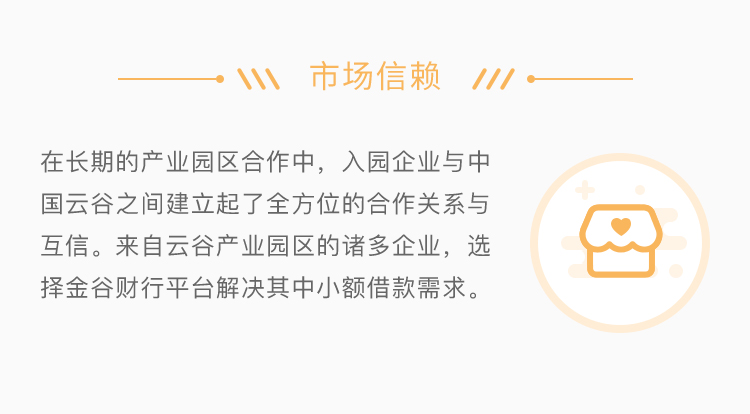 市场信赖
在长期的产业园区合作中，入园企业与中
国云谷之间建立起了全方位的合作关系与
互信。来自云谷产业园区的诸多企业，选
择金谷财行平台解决其中小额借款需求。